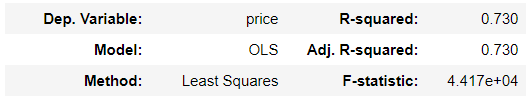 Dep. Variable: price R-squared: 0.730
Model: OLS Adj. R-squared: 0.730
Method: Least Squares F-statistic: 4.417e+04